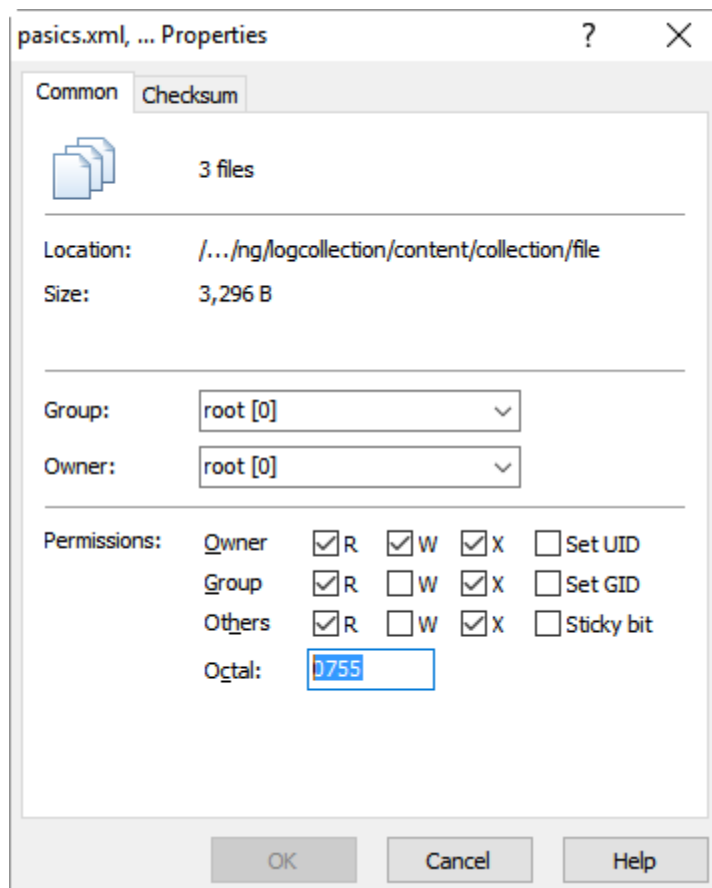 pasics.xml, ... Properties ?
Common Checksum
3 files
Location: /.../ng/logcollection/content/collection/file
Size: 3,296 B
Group: root [0]
Owner: root [0]
Permissions: Owner R W X Set UID
Group R W X Set GID
Others R W X Sticky bit
Octal: 0755
OK Cancel Help